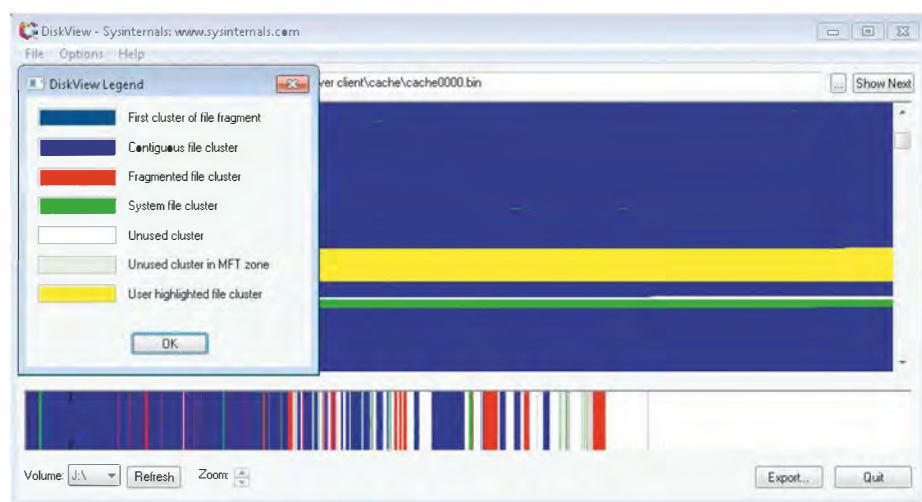 DiskView - Sysinternals: www.sysinternals.com
File Options Help
DiskView Legend
ver client\cache\cache0000.bin
... Show Next
First cluster of file fragment
Contiguous file cluster
Fragmented file cluster
System file cluster
Unused cluster
Unused cluster in MFT zone
User highlighted file cluster
OK
Volume: J:\ Refresh Zoom: Export... Quit